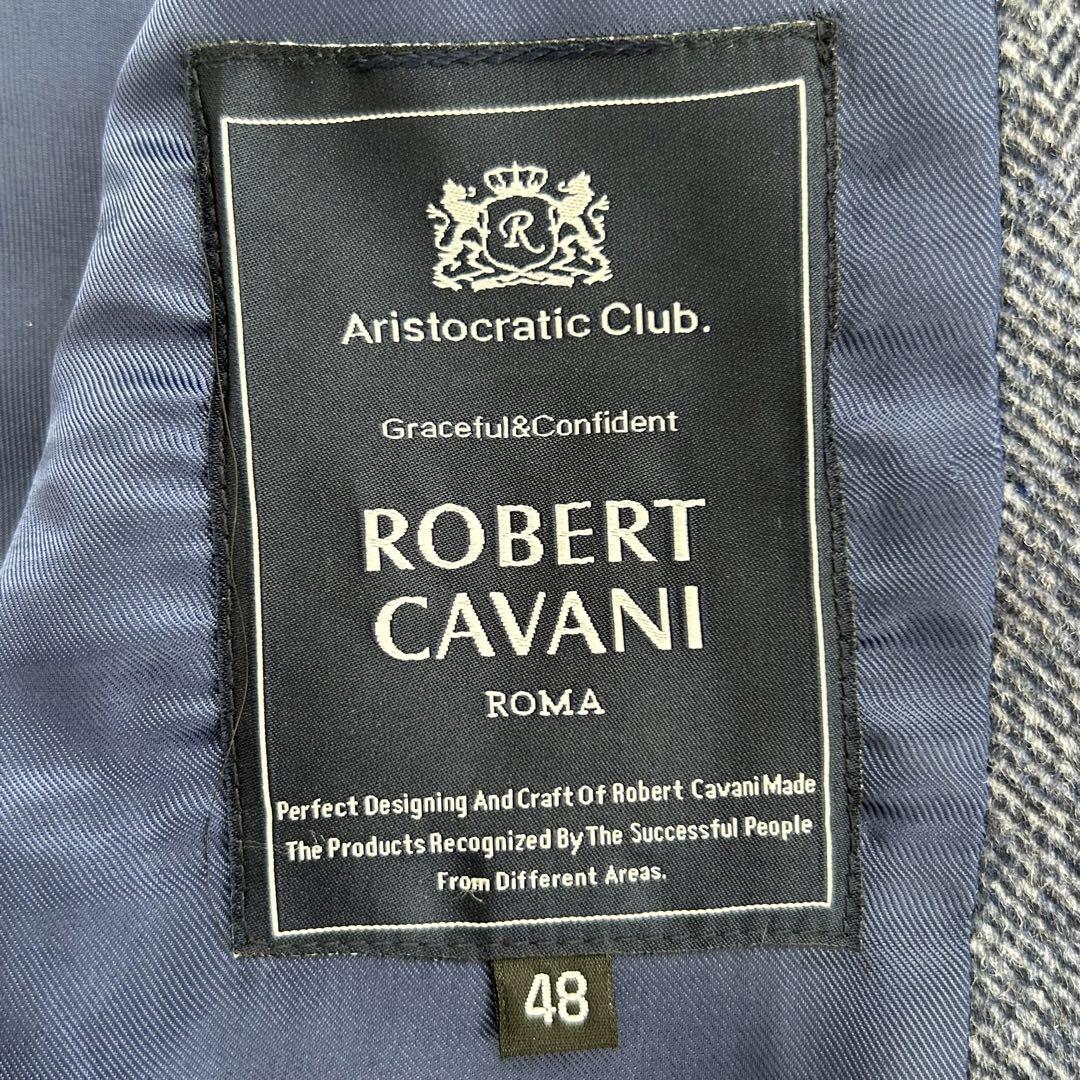 R
Aristocratic Club.
Graceful&Confident
ROBERT
CAVANI
ROMA
Perfect Designing And Craft Of Robert Cavani Made
The Products Recognized By The Successful People
From Different Areas.
48